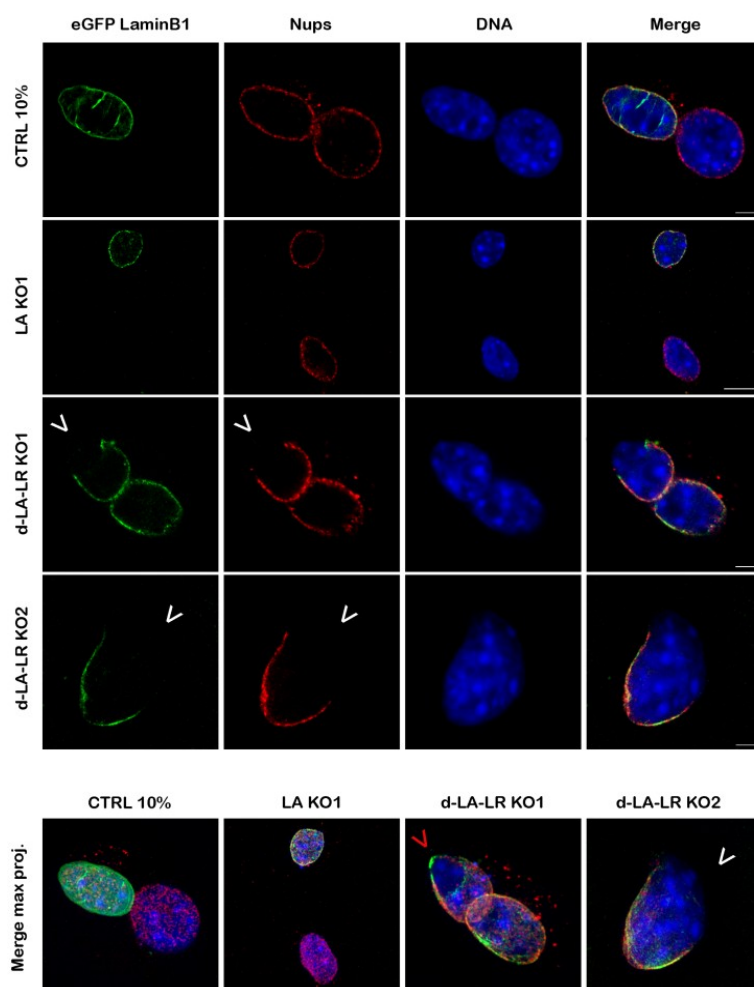 eGFP LaminB1 Nups DNA Merge
CTRL 10%
LA KO1
d-LA-LR KO1
d-LA-LR KO2
CTRL 10% LA KO1 d-LA-LR KO1 d-LA-LR KO2
Merge max proj.